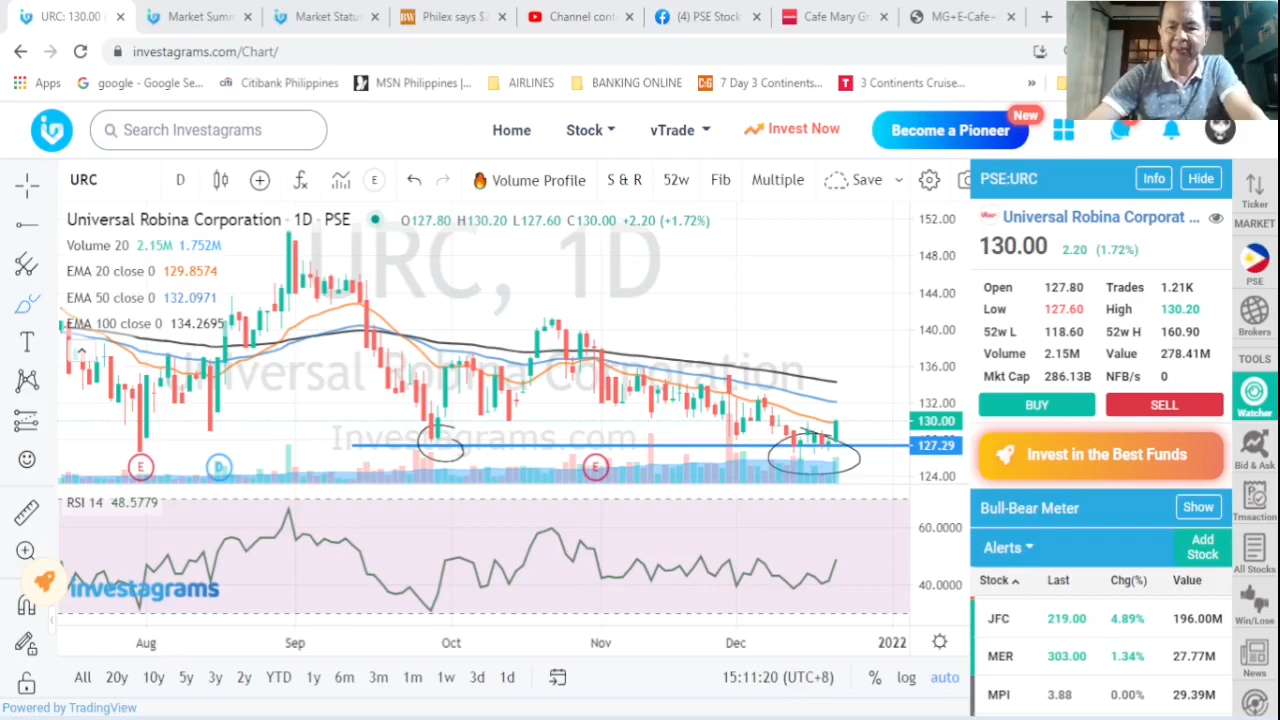 URC: 130.00
Market Summ
Market Statu
Philex says $2
Channel cont
(4) PSE Stock
Cafe Mary Gr
MG+E-Cafe+
investagrams.com/Chart/
Apps
google - Google Se...
Citibank Philippines
MSN Philippines |...
AIRLINES
BANKING ONLINE
7 Day 3 Continents...
3 Continents Cruise...
»
Search Investagrams
Home
Stock
vTrade
Invest Now
Become a Pioneer
New
URC
D
E
Volume Profile
S & R
52w
Fib
Multiple
Save
Universal Robina Corporation · 1D · PSE
O127.80 H130.20 L127.60 C130.00 +2.20 (+1.72%)
Volume 20 2.15M 1.752M
EMA 20 close 0 129.8574
EMA 50 close 0 132.0971
EMA 100 close 0 134.2695
URC, 1D
Universal Robina Corporation
Investagrams.com
152.00
148.00
144.00
140.00
136.00
132.00
130.00
127.29
124.00
E
D
E
RSI 14 48.5779
60.0000
40.0000
investagrams
Aug
Sep
Oct
Nov
Dec
2022
All
20y
10y
5y
3y
2y
YTD
1y
6m
3m
1m
1w
3d
1d
15:11:20 (UTC+8)
%
log
auto
Powered by TradingView
PSE:URC
Info
Hide
Universal Robina Corporat ...
130.00 2.20 (1.72%)
Open 127.80 Trades 1.21K
Low 127.60 High 130.20
52w L 118.60 52w H 160.90
Volume 2.15M Value 278.41M
Mkt Cap 286.13B NFB/s 0
BUY
SELL
Invest in the Best Funds
Bull-Bear Meter
Show
Alerts
Add
Stock
Stock Last Chg(%) Value
JFC 219.00 4.89% 196.00M
MER 303.00 1.34% 27.77M
MPI 3.88 0.00% 29.39M
Ticker
MARKET
PSE
Brokers
TOOLS
Watcher
Bid & Ask
Trnsaction
All Stocks
Win/Lose
News